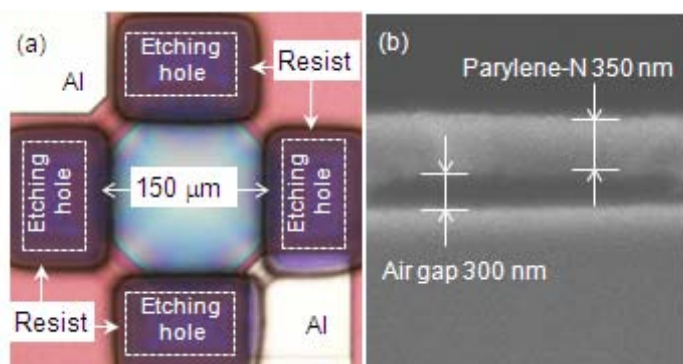 (a)
Etching
hole
Resist
Al
Etching
hole
150 μm
Etching
hole
Resist
Etching
hole
Al
(b)
Parylene-N 350 nm
Air gap 300 nm